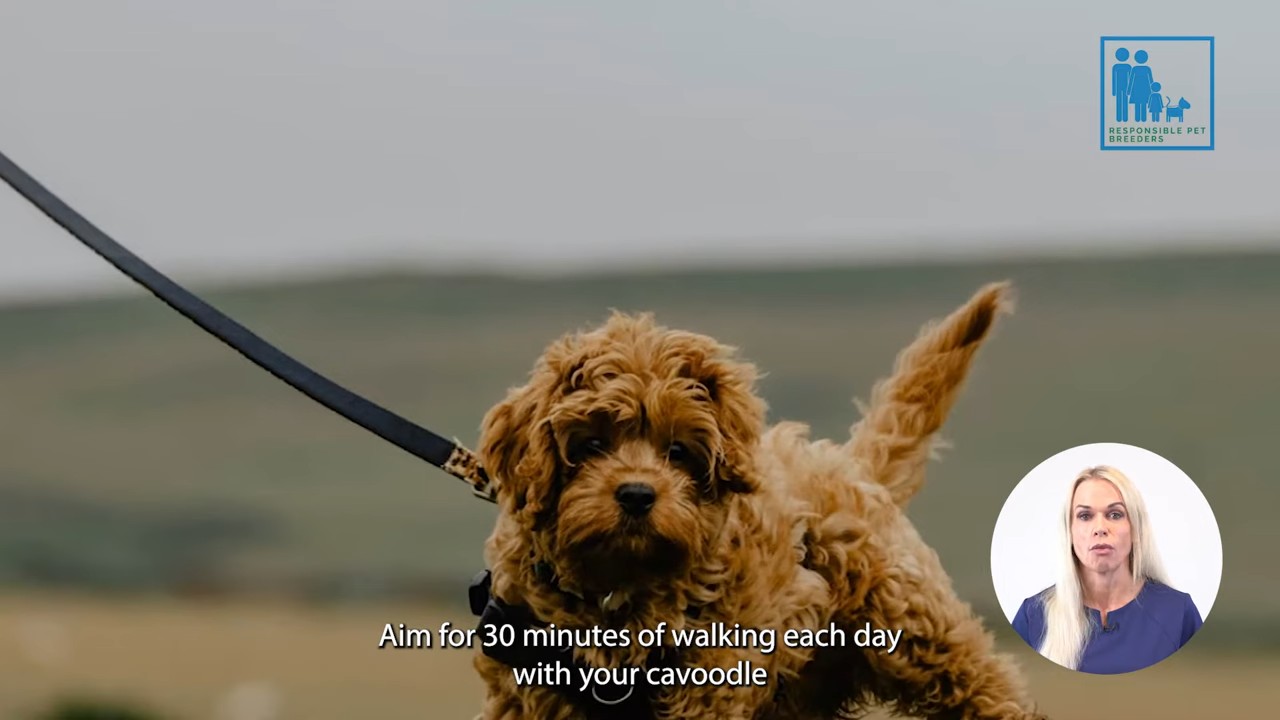 RESPONSIBLE PET
BREEDERS
Aim for 30 minutes of walking each day
with your cavoodle